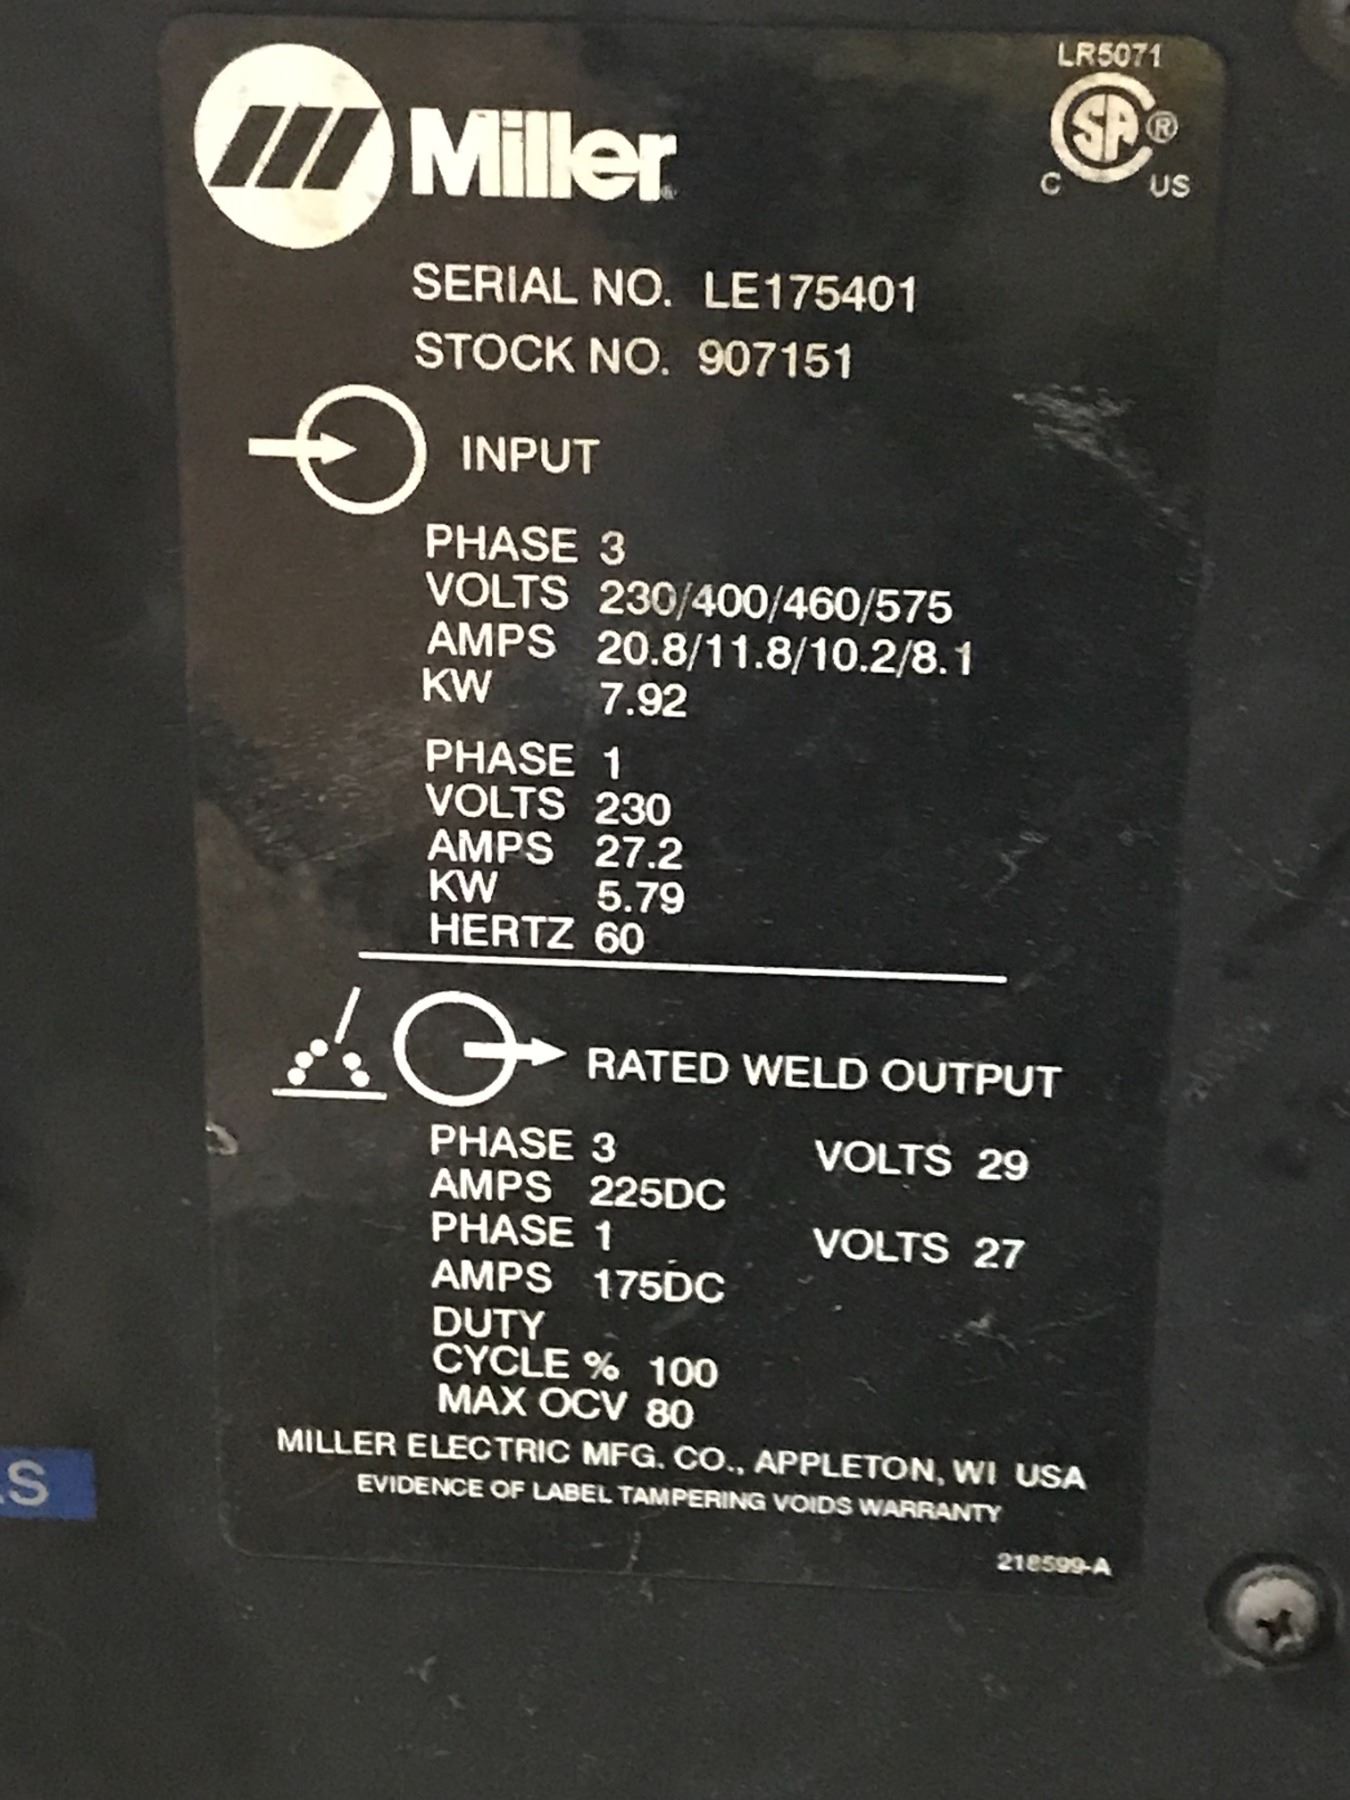 LR5071
SA®
C US
Miller®
SERIAL NO. LE175401
STOCK NO. 907151
INPUT
PHASE 3
VOLTS 230/400/460/575
AMPS 20.8/11.8/10.2/8.1
KW 7.92
PHASE 1
VOLTS 230
AMPS 27.2
KW 5.79
HERTZ 60
RATED WELD OUTPUT
PHASE 3 VOLTS 29
AMPS 225DC
PHASE 1 VOLTS 27
AMPS 175DC
DUTY
CYCLE % 100
MAX OCV 80
MILLER ELECTRIC MFG. CO., APPLETON, WI USA
EVIDENCE OF LABEL TAMPERING VOIDS WARRANTY
218599-A